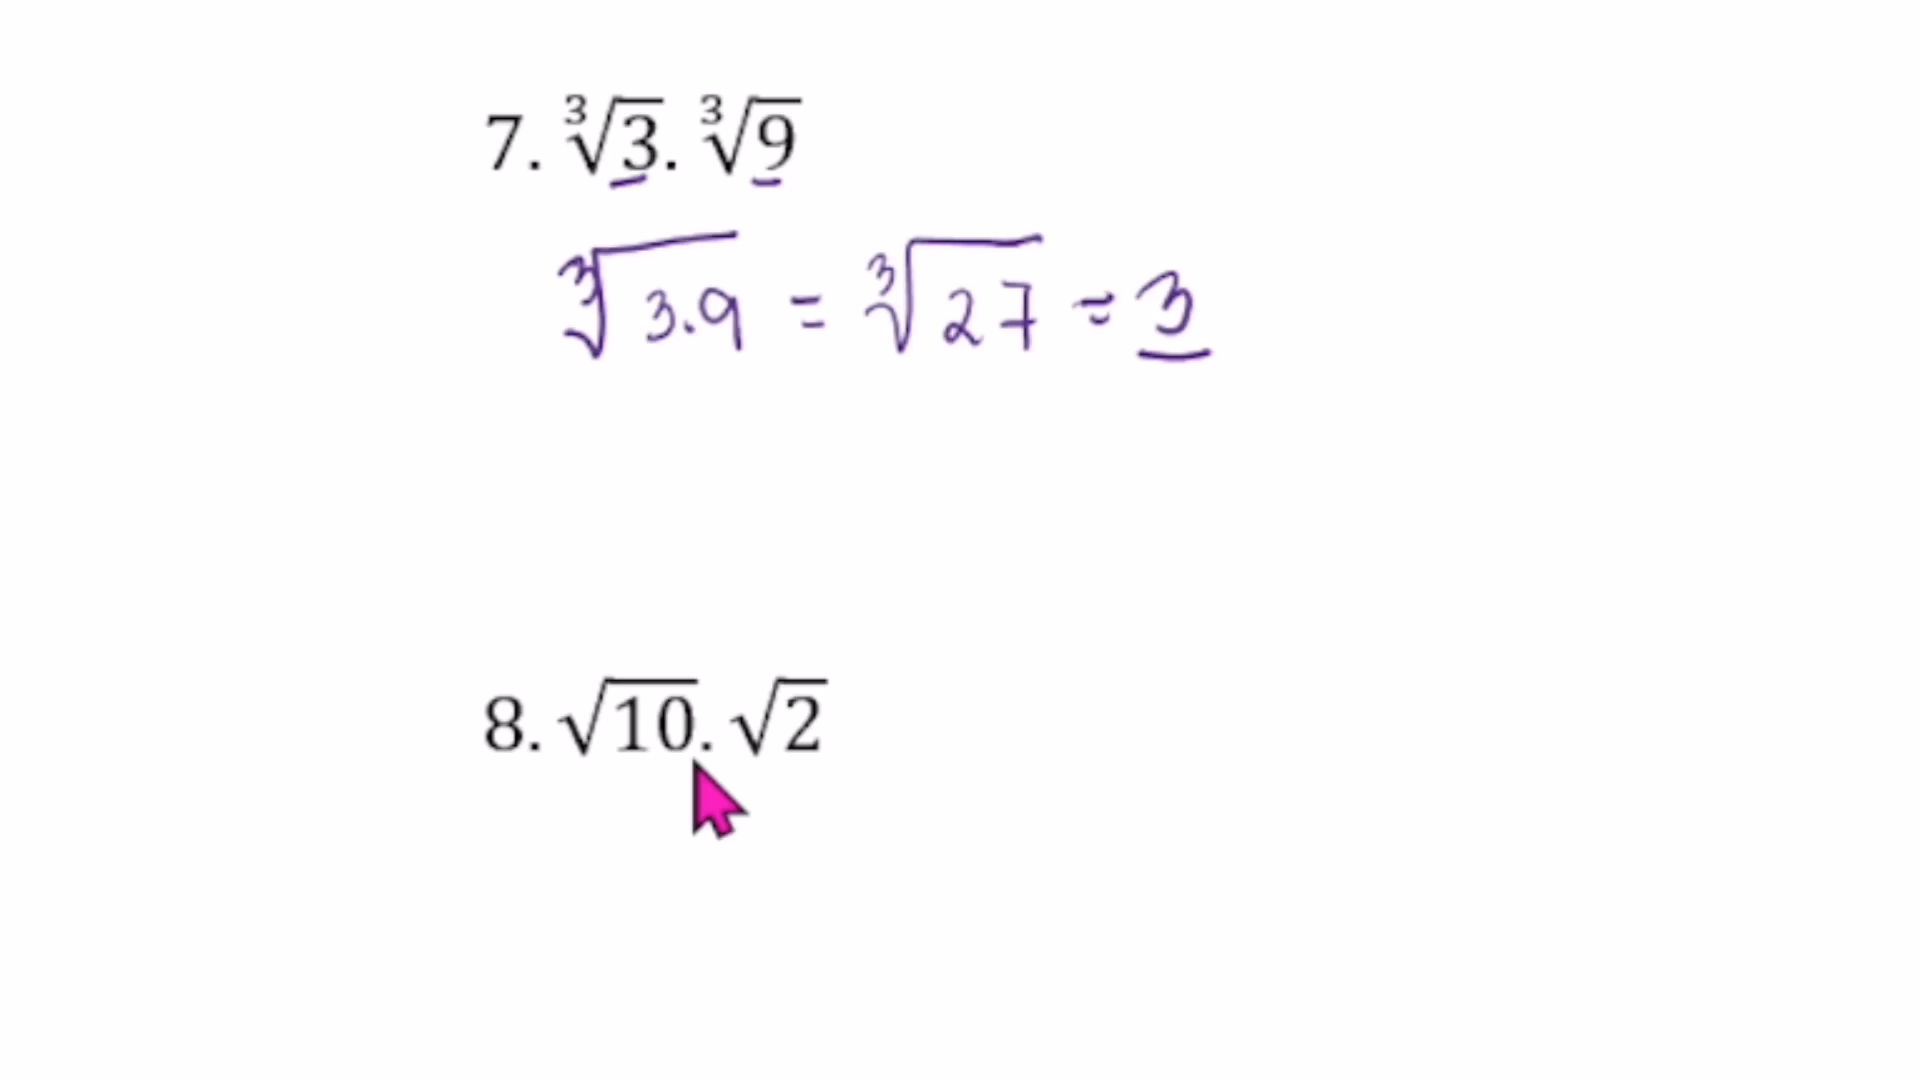 7. ∛3. ∛9
∛3.9 = ∛27 = 3
8. √10. √2